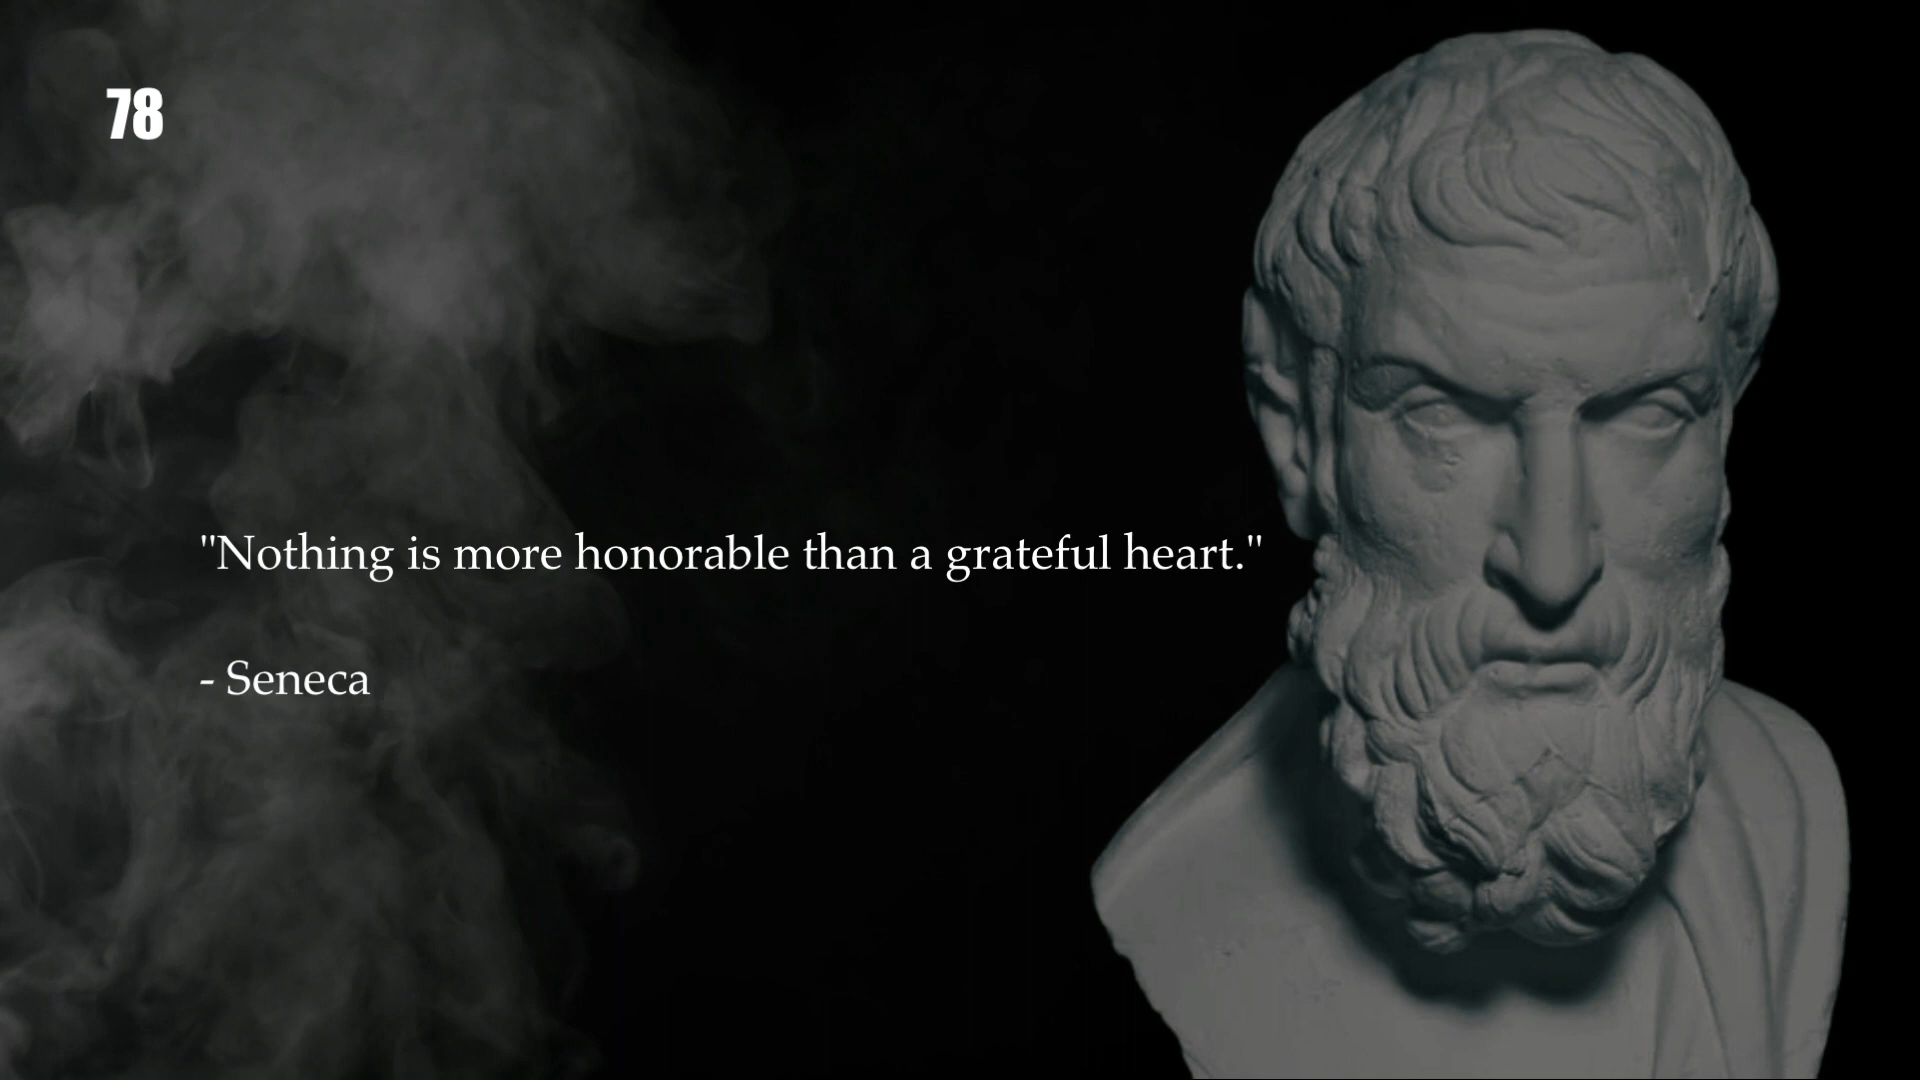 78
"Nothing is more honorable than a grateful heart."
- Seneca